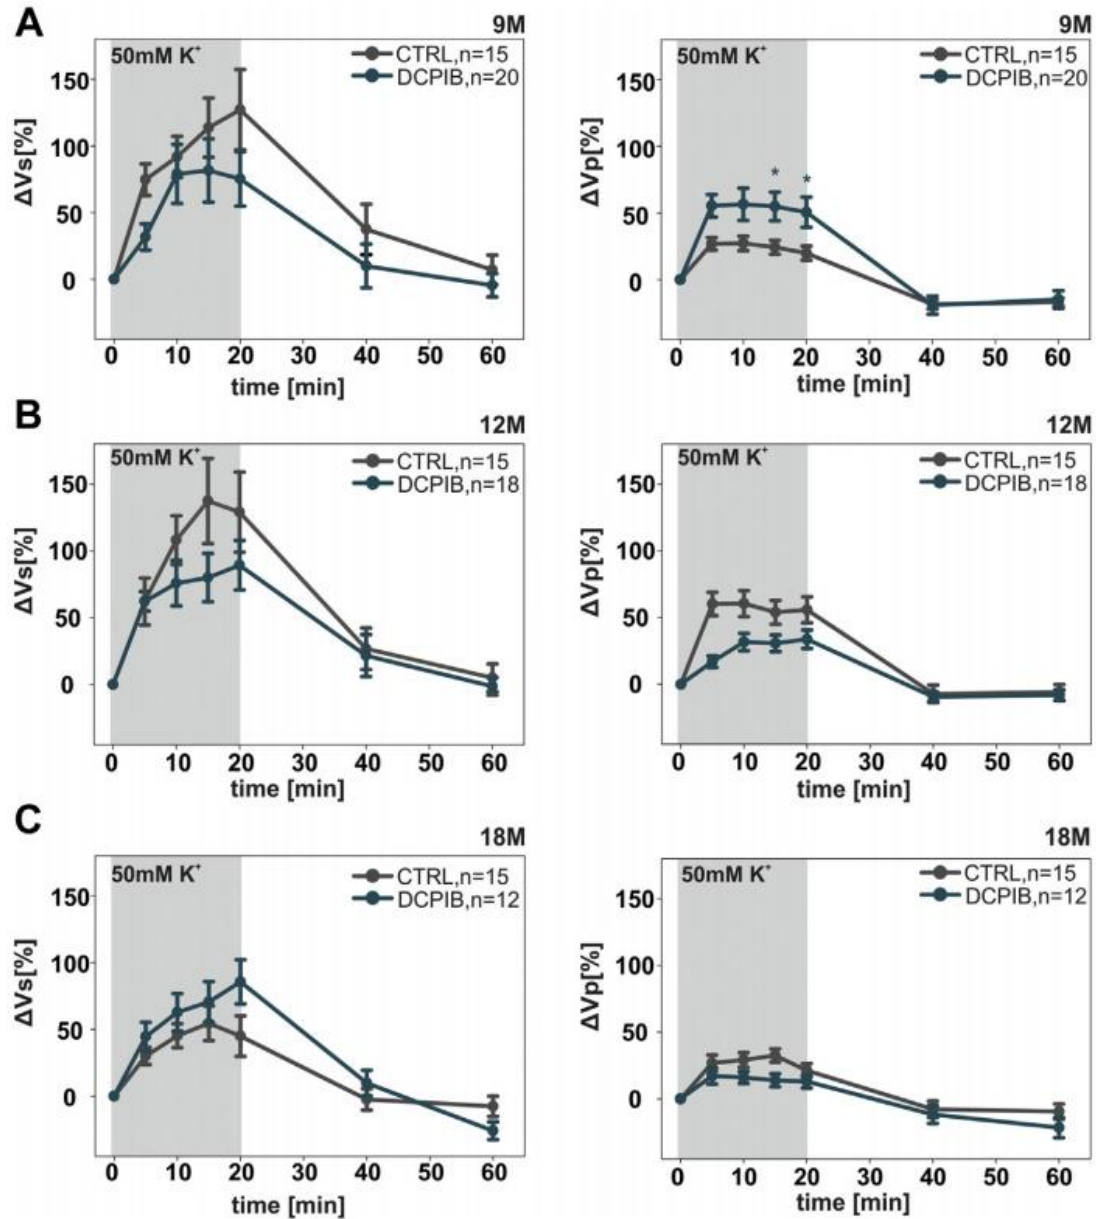 A
9M
50mM K⁺
CTRL,n=15
DCPIB,n=20
150
100
50
0
ΔVs[%]
0 10 20 30 40 50 60
time [min]
9M
50mM K⁺
CTRL,n=15
DCPIB,n=20
150
100
50
0
ΔVp[%]
* *
0 10 20 30 40 50 60
time [min]
B
12M
50mM K⁺
CTRL,n=15
DCPIB,n=18
150
100
50
0
ΔVs[%]
0 10 20 30 40 50 60
time [min]
12M
50mM K⁺
CTRL,n=15
DCPIB,n=18
150
100
50
0
ΔVp[%]
0 10 20 30 40 50 60
time [min]
C
18M
50mM K⁺
CTRL,n=15
DCPIB,n=12
150
100
50
0
ΔVs[%]
0 10 20 30 40 50 60
time [min]
18M
50mM K⁺
CTRL,n=15
DCPIB,n=12
150
100
50
0
ΔVp[%]
0 10 20 30 40 50 60
time [min]